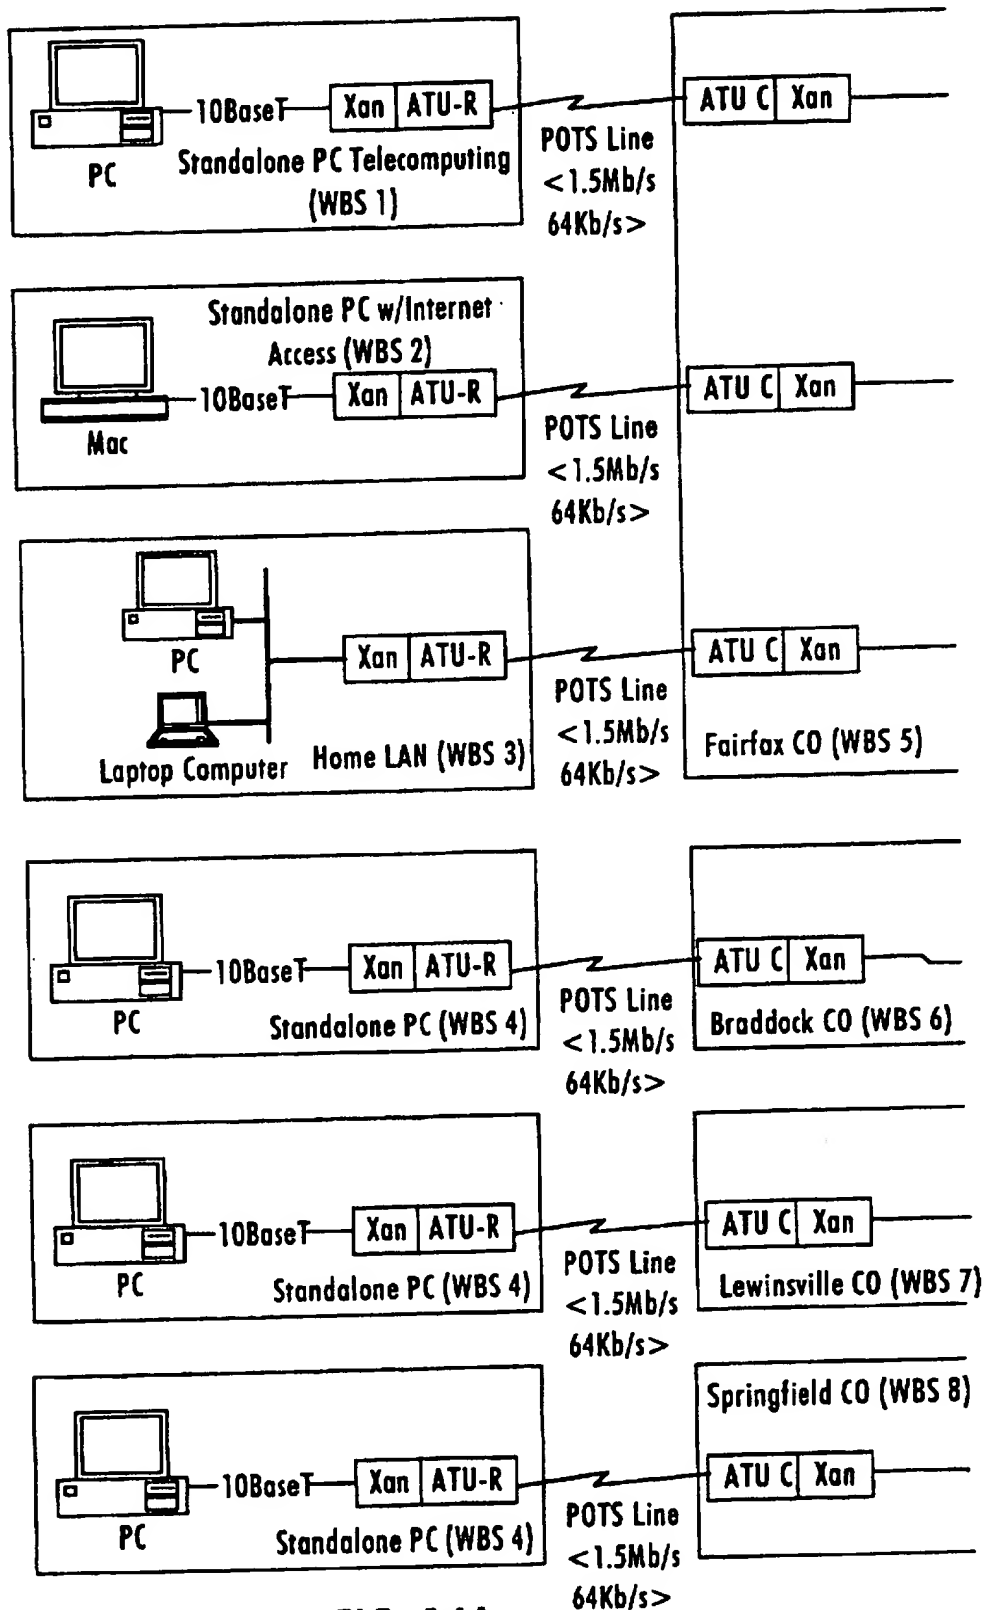 10BaseT
Xan ATU-R
PC
Standalone PC Telecomputing
(WBS 1)
POTS Line
<1.5Mb/s
64Kb/s>
ATU C Xan
Standalone PC w/Internet
Access (WBS 2)
10BaseT
Xan ATU-R
Mac
POTS Line
<1.5Mb/s
64Kb/s>
ATU C Xan
PC
Laptop Computer
Xan ATU-R
Home LAN (WBS 3)
POTS Line
<1.5Mb/s
64Kb/s>
ATU C Xan
Fairfax CO (WBS 5)
10BaseT
Xan ATU-R
PC
Standalone PC (WBS 4)
POTS Line
<1.5Mb/s
64Kb/s>
ATU C Xan
Braddock CO (WBS 6)
10BaseT
Xan ATU-R
PC
Standalone PC (WBS 4)
POTS Line
<1.5Mb/s
64Kb/s>
ATU C Xan
Lewinsville CO (WBS 7)
10BaseT
Xan ATU-R
PC
Standalone PC (WBS 4)
POTS Line
<1.5Mb/s
64Kb/s>
Springfield CO (WBS 8)
ATU C Xan